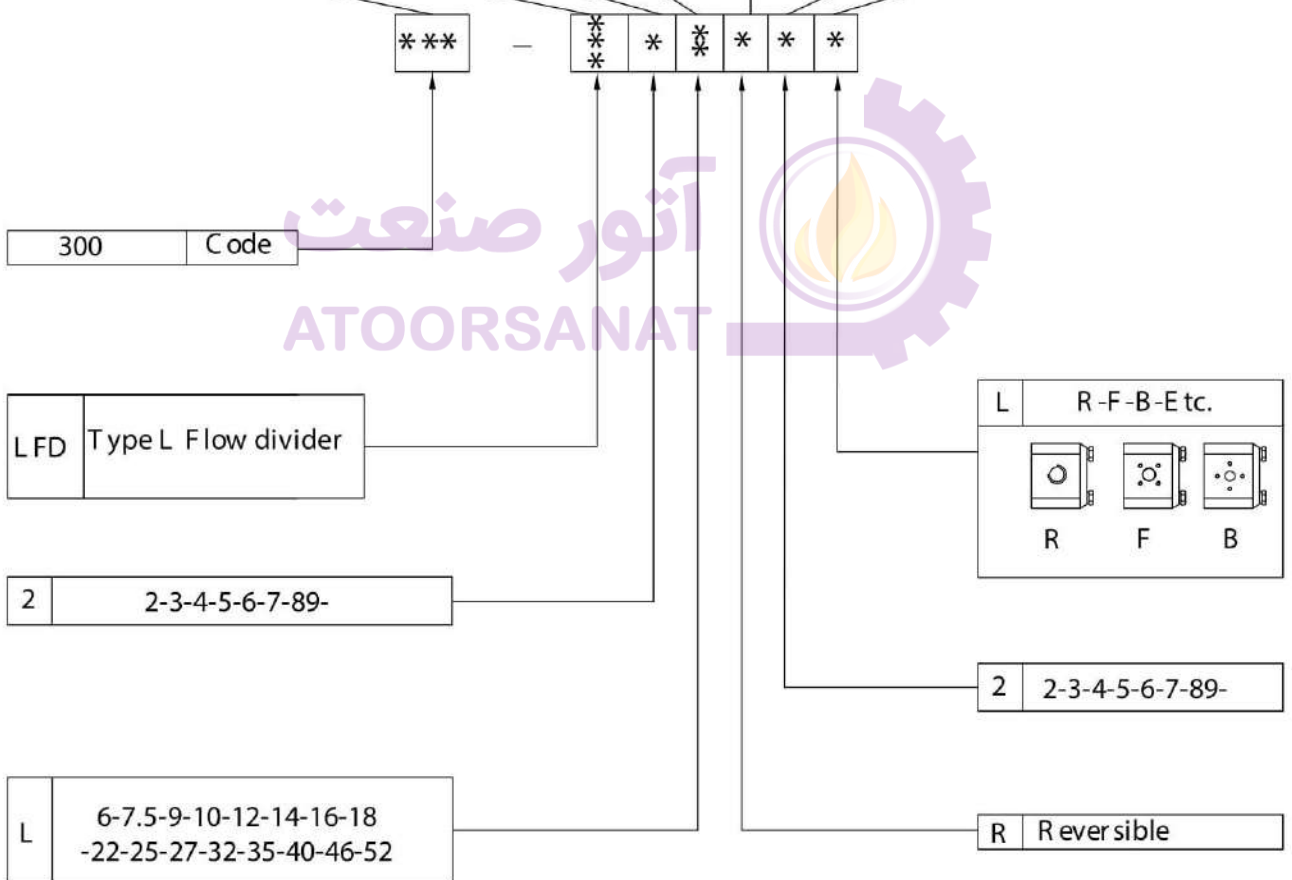 *** – *** * ** * * *
آتور صنعت
ATOORSANAT
300 Code
LFD Type L Flow divider
L R-F-B-Etc.
R F B
2 2-3-4-5-6-7-89-
2 2-3-4-5-6-7-89-
L 6-7.5-9-10-12-14-16-18
-22-25-27-32-35-40-46-52
R Reversible